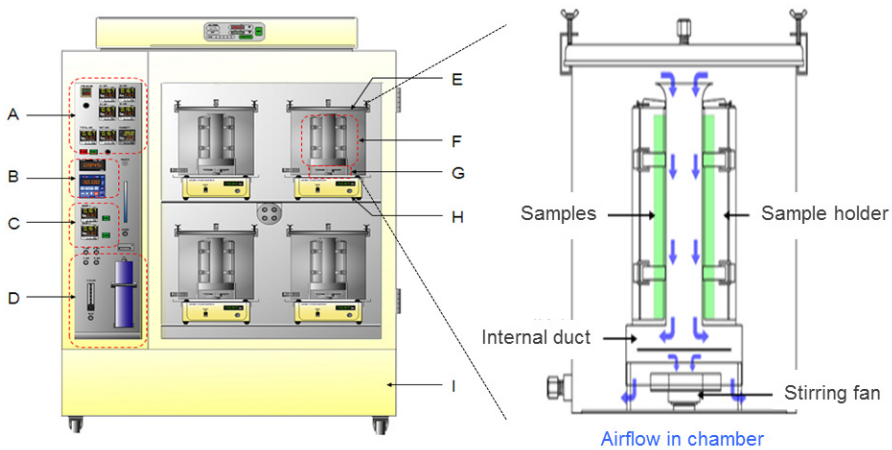 A
B
C
D
E
F
G
H
I
Samples
Sample holder
Internal duct
Stirring fan
Airflow in chamber